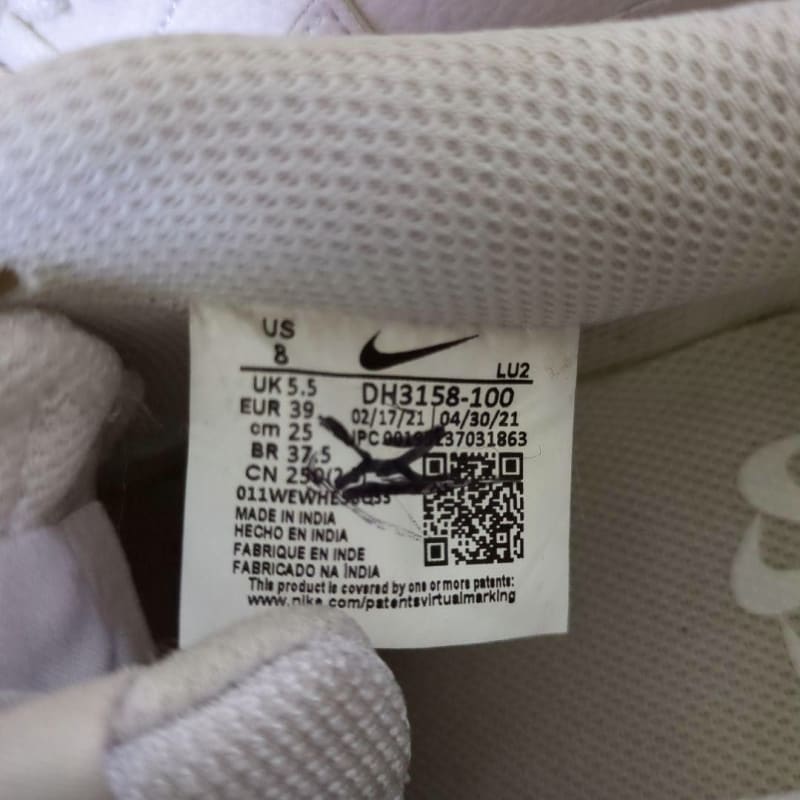 US
8
LU2
UK 5.5
DH3158-100
EUR 39
02/17/21 04/30/21
cm 25
37031863
BR 37.5
CN
MADE IN INDIA
HECHO EN INDIA
FABRIQUE EN INDE
FABRICADO NA ÍNDIA
This product is covered by one or more patents:
www.nike.com/patentsvirtualmarking